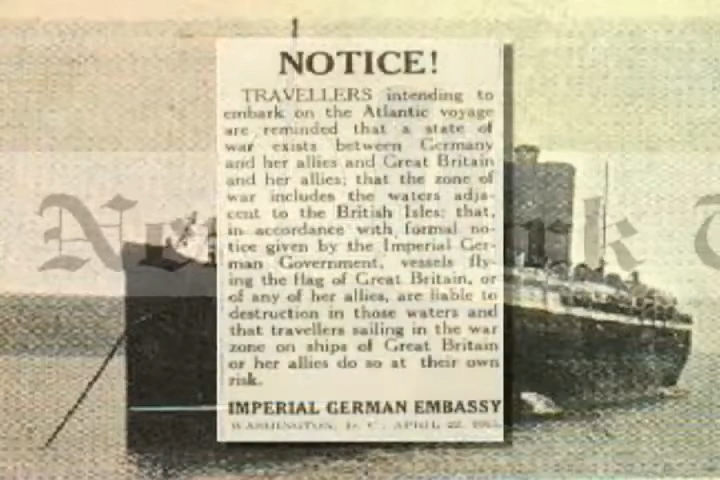 NOTICE!
TRAVELLERS intending to
embark on the Atlantic voyage
are reminded that a state of
war exists between Germany
and her allies and Great Britain
and her allies; that the zone of
war includes the waters adja-
cent to the British Isles; that,
in accordance with formal no-
tice given by the Imperial Ger-
man Government, vessels fly-
ing the flag of Great Britain, or
of any of her allies, are liable to
destruction in those waters and
that travellers sailing in the war
zone on ships of Great Britain
or her allies do so at their own
risk.
IMPERIAL GERMAN EMBASSY
WASHINGTON, D. C., APRIL 22, 1915.